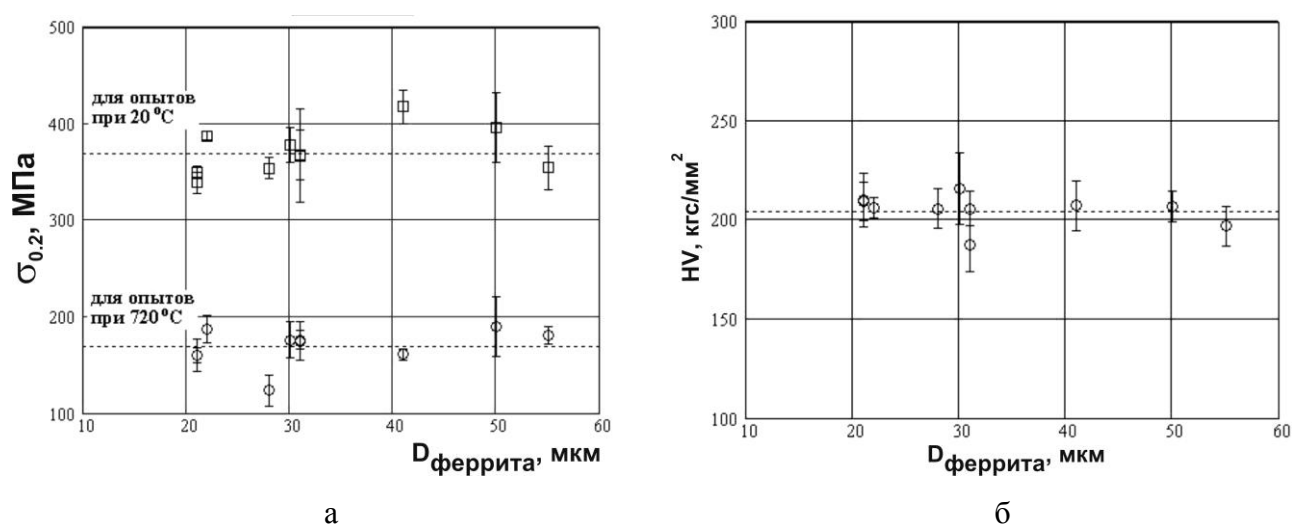 500
400
300
200
100
10
20
30
40
50
60
для опытов
при 20 °C
для опытов
при 720 °C
σ0.2, МПа
Dферрита, мкм
а
300
250
200
150
100
10
20
30
40
50
60
HV, кгс/мм²
Dферрита, мкм
б